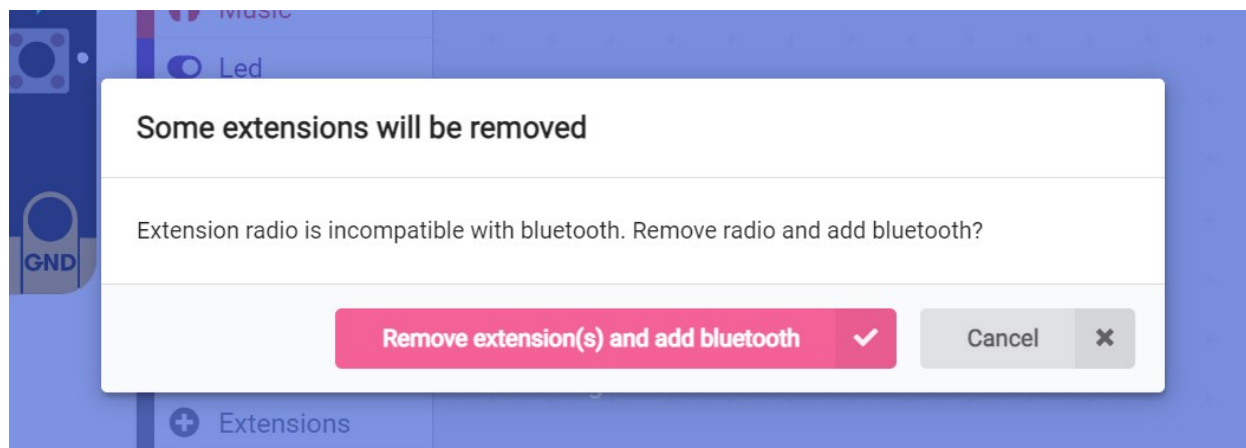 Music
Led
Some extensions will be removed
Extension radio is incompatible with bluetooth. Remove radio and add bluetooth?
GND
Remove extension(s) and add bluetooth
Cancel
Extensions